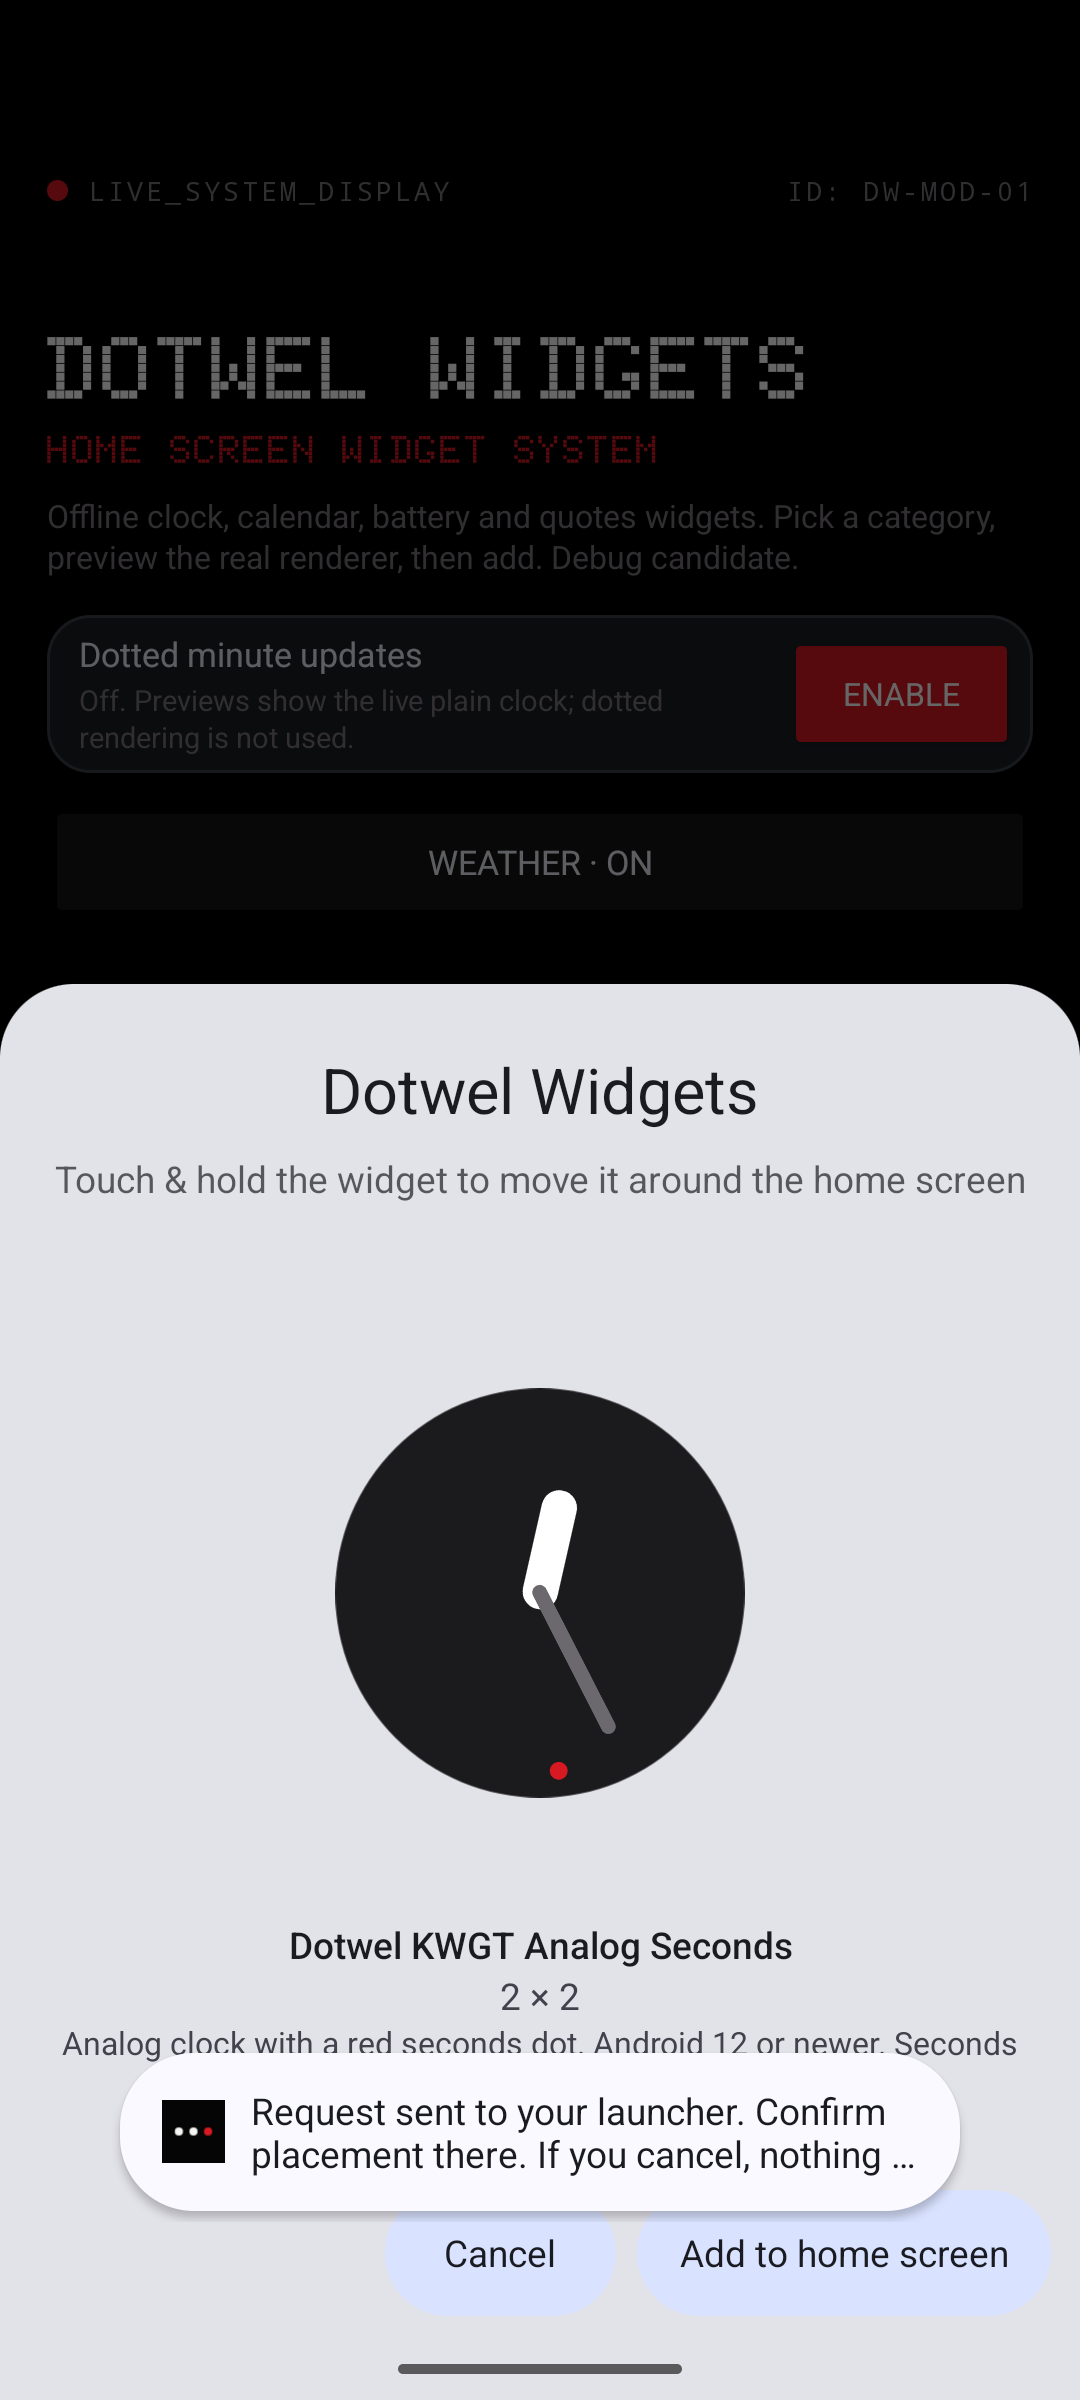 LIVE_SYSTEM_DISPLAY
ID: DW-MOD-01
DOTWEL WIDGETS
HOME SCREEN WIDGET SYSTEM
Offline clock, calendar, battery and quotes widgets. Pick a category,
preview the real renderer, then add. Debug candidate.
Dotted minute updates
Off. Previews show the live plain clock; dotted
rendering is not used.
ENABLE
WEATHER · ON
Dotwel Widgets
Touch & hold the widget to move it around the home screen
Dotwel KWGT Analog Seconds
2 × 2
Analog clock with a red seconds dot. Android 12 or newer. Seconds
Request sent to your launcher. Confirm
placement there. If you cancel, nothing ...
Cancel
Add to home screen